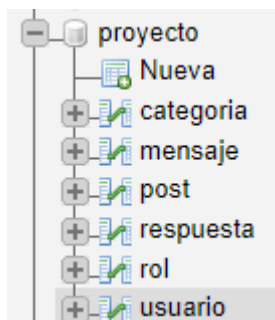 proyecto
Nueva
categoria
mensaje
post
respuesta
rol
usuario